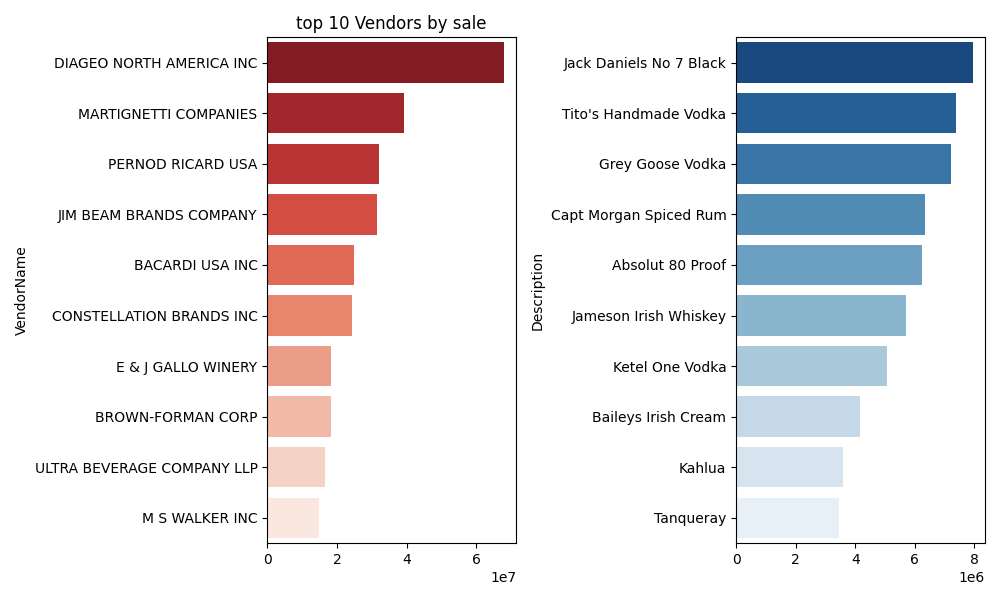 top 10 Vendors by sale
VendorName
DIAGEO NORTH AMERICA INC
MARTIGNETTI COMPANIES
PERNOD RICARD USA
JIM BEAM BRANDS COMPANY
BACARDI USA INC
CONSTELLATION BRANDS INC
E & J GALLO WINERY
BROWN-FORMAN CORP
ULTRA BEVERAGE COMPANY LLP
M S WALKER INC
0 2 4 6
1e7
Description
Jack Daniels No 7 Black
Tito's Handmade Vodka
Grey Goose Vodka
Capt Morgan Spiced Rum
Absolut 80 Proof
Jameson Irish Whiskey
Ketel One Vodka
Baileys Irish Cream
Kahlua
Tanqueray
0 2 4 6 8
1e6